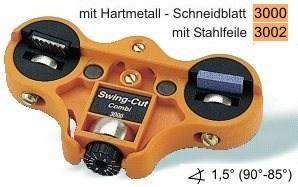 mit Hartmetall - Schneidblatt 3000
mit Stahlfeile 3002
Swing-Cut
Combi
3000
∢ 1,5° (90°-85°)